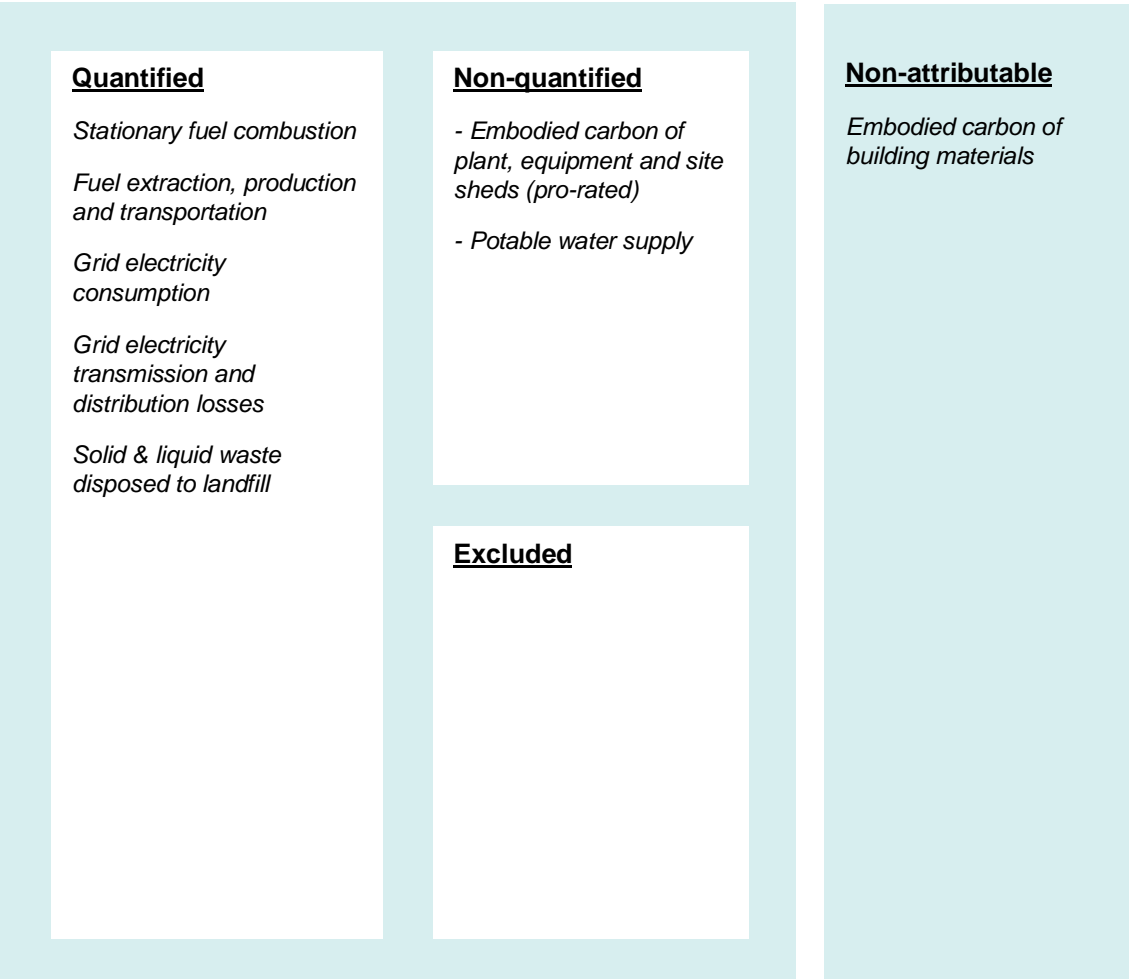 Quantified
Stationary fuel combustion
Fuel extraction, production
and transportation
Grid electricity
consumption
Grid electricity
transmission and
distribution losses
Solid & liquid waste
disposed to landfill
Non-quantified
- Embodied carbon of
plant, equipment and site
sheds (pro-rated)
- Potable water supply
Excluded
Non-attributable
Embodied carbon of
building materials